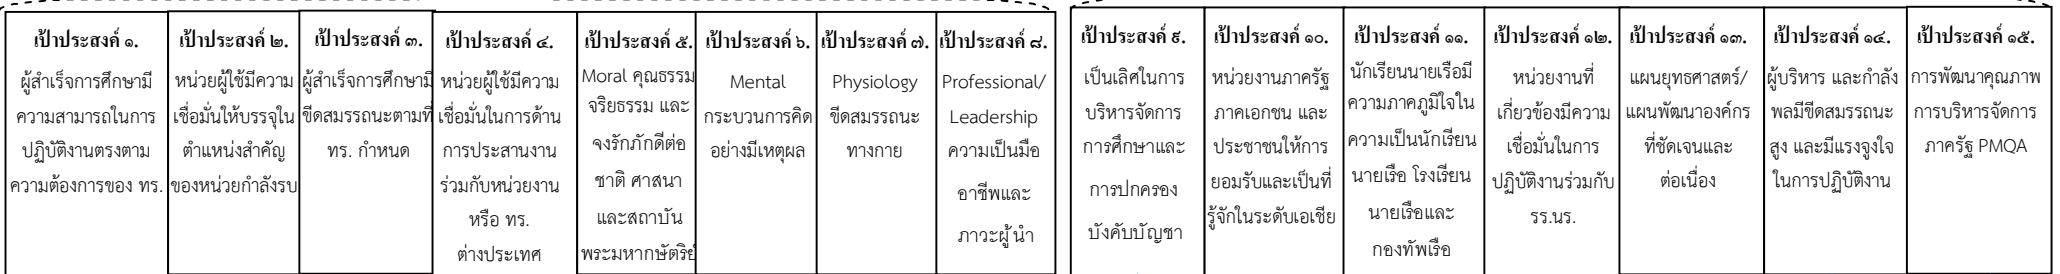 เป้าประสงค์ ๑.
ผู้สำเร็จการศึกษามี
ความสามารถในการ
ปฏิบัติงานตรงตาม
ความต้องการของ ทร.
เป้าประสงค์ ๒.
หน่วยผู้ใช้มีความ
เชื่อมั่นให้บรรจุใน
ตำแหน่งสำคัญ
ของหน่วยกำลังรบ
เป้าประสงค์ ๓.
ผู้สำเร็จการศึกษามี
ขีดสมรรถนะตามที่
ทร. กำหนด
เป้าประสงค์ ๔.
หน่วยผู้ใช้มีความ
เชื่อมั่นในการด้าน
การประสานงาน
ร่วมกับหน่วยงาน
หรือ ทร.
ต่างประเทศ
เป้าประสงค์ ๕.
Moral คุณธรรม
จริยธรรม และ
จงรักภักดีต่อ
ชาติ ศาสนา
และสถาบัน
พระมหากษัตริย์
เป้าประสงค์ ๖.
Mental
กระบวนการคิด
อย่างมีเหตุผล
เป้าประสงค์ ๗.
Physiology
ขีดสมรรถนะ
ทางกาย
เป้าประสงค์ ๘.
Professional/
Leadership
ความเป็นมือ
อาชีพและ
ภาวะผู้นำ
เป้าประสงค์ ๙.
เป็นเลิศในการ
บริหารจัดการ
การศึกษาและ
การปกครอง
บังคับบัญชา
เป้าประสงค์ ๑๐.
หน่วยงานภาครัฐ
ภาคเอกชน และ
ประชาชนให้การ
ยอมรับและเป็นที่
รู้จักในระดับเอเชีย
เป้าประสงค์ ๑๑.
นักเรียนนายเรือมี
ความภาคภูมิใจใน
ความเป็นนักเรียน
นายเรือ โรงเรียน
นายเรือและ
กองทัพเรือ
เป้าประสงค์ ๑๒.
หน่วยงานที่
เกี่ยวข้องมีความ
เชื่อมั่นในการ
ปฏิบัติงานร่วมกับ
รร.นร.
เป้าประสงค์ ๑๓.
แผนยุทธศาสตร์/
แผนพัฒนาองค์กร
ที่ชัดเจนและ
ต่อเนื่อง
เป้าประสงค์ ๑๔.
ผู้บริหาร และกำลัง
พลมีขีดสมรรถนะ
สูง และมีแรงจูงใจ
ในการปฏิบัติงาน
เป้าประสงค์ ๑๕.
การพัฒนาคุณภาพ
การบริหารจัดการ
ภาครัฐ PMQA